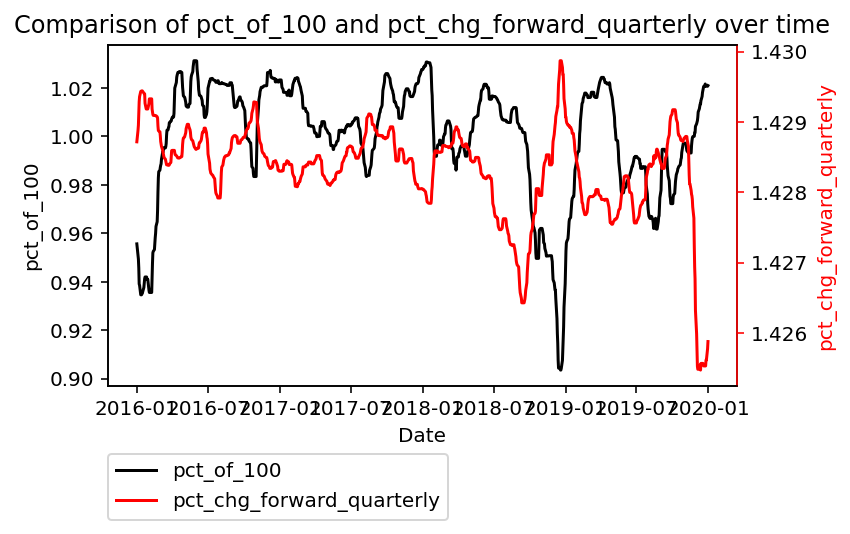 Comparison of pct_of_100 and pct_chg_forward_quarterly over time
pct_of_100
1.02
1.00
0.98
0.96
0.94
0.92
0.90
1.430
1.429
1.428
1.427
1.426
pct_chg_forward_quarterly
2016-01 2016-07 2017-01 2017-07 2018-01 2018-07 2019-01 2019-07 2020-01
Date
pct_of_100
pct_chg_forward_quarterly